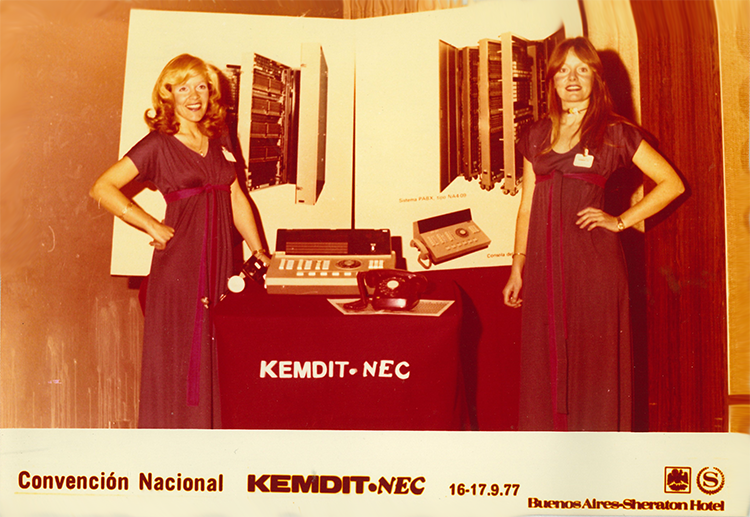 Sistema PABX
Consola
KEMDIT·NEC
Convención Nacional
KEMDIT·NEC
16-17.9.77
S
Buenos Aires-Sheraton Hotel